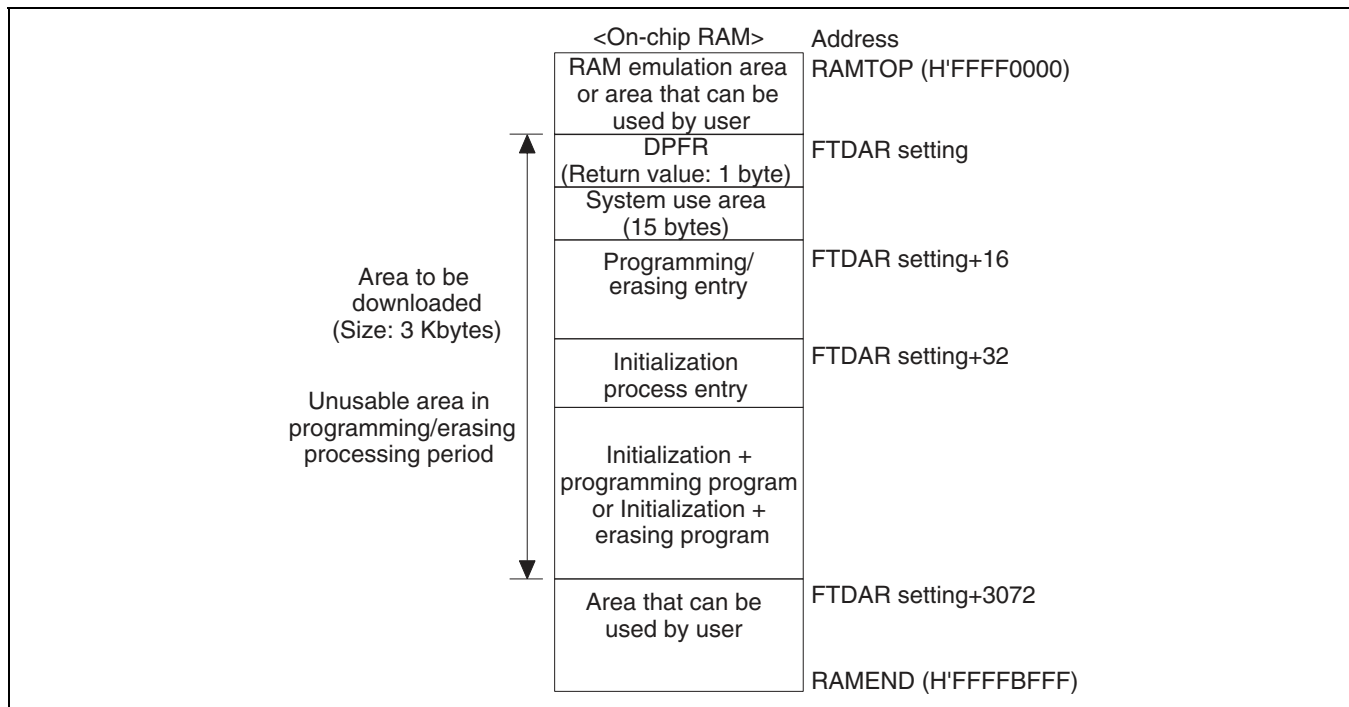 <On-chip RAM>
Address
RAM emulation area
or area that can be
used by user
RAMTOP (H'FFFF0000)
DPFR
(Return value: 1 byte)
FTDAR setting
System use area
(15 bytes)
Programming/
erasing entry
FTDAR setting+16
Area to be
downloaded
(Size: 3 Kbytes)
Initialization
process entry
FTDAR setting+32
Unusable area in
programming/erasing
processing period
Initialization +
programming program
or Initialization +
erasing program
Area that can be
used by user
FTDAR setting+3072
RAMEND (H'FFFFBFFF)